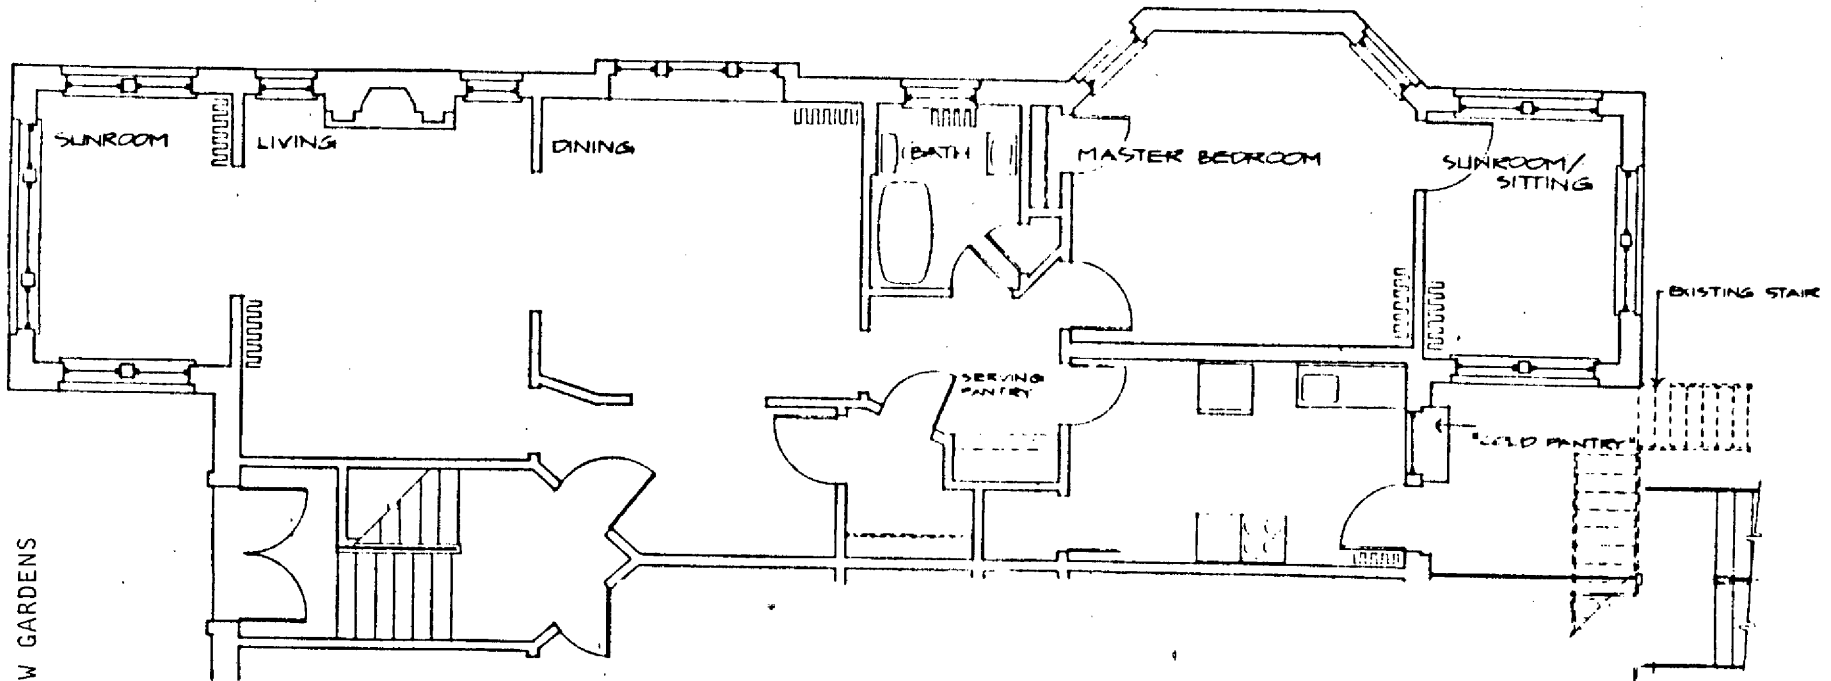 SUNROOM
LIVING
DINING
BATH
MASTER BEDROOM
SUNROOM/
SITTING
EXISTING STAIR
SERVING
PANTRY
"COLD PANTRY"
W GARDENS